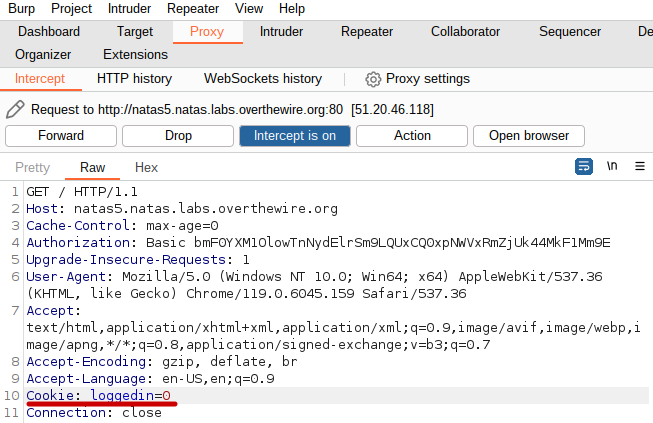 Burp Project Intruder Repeater View Help
Dashboard Target Proxy Intruder Repeater Collaborator Sequencer De
Organizer Extensions
Intercept HTTP history WebSockets history Proxy settings
Request to http://natas5.natas.labs.overthewire.org:80 [51.20.46.118]
Forward Drop Intercept is on Action Open browser
Pretty Raw Hex \n
1 GET / HTTP/1.1
2 Host: natas5.natas.labs.overthewire.org
3 Cache-Control: max-age=0
4 Authorization: Basic bmF0YXM1OlowTnNydElrSm9LQUxCQ0xpNWVxRmZjUk44MkF1Mm9E
5 Upgrade-Insecure-Requests: 1
6 User-Agent: Mozilla/5.0 (Windows NT 10.0; Win64; x64) AppleWebKit/537.36
(KHTML, like Gecko) Chrome/119.0.6045.159 Safari/537.36
7 Accept:
text/html,application/xhtml+xml,application/xml;q=0.9,image/avif,image/webp,i
mage/apng,*/*;q=0.8,application/signed-exchange;v=b3;q=0.7
8 Accept-Encoding: gzip, deflate, br
9 Accept-Language: en-US,en;q=0.9
10 Cookie: loggedin=0
11 Connection: close